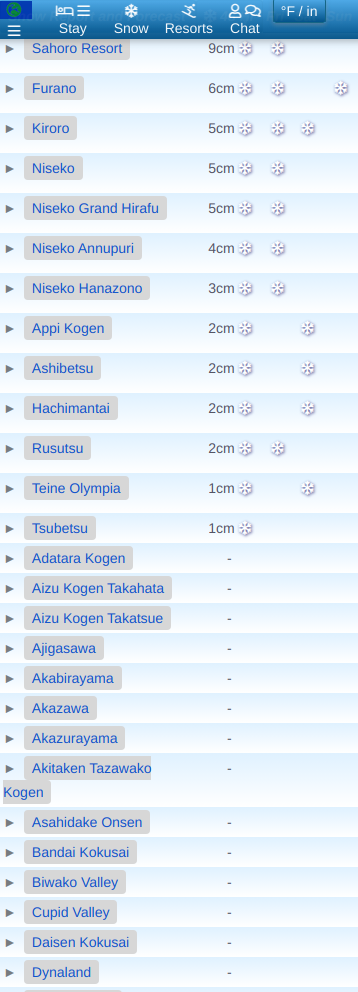 °F / in
Stay Snow Resorts Chat
Sahoro Resort 9cm
Furano 6cm
Kiroro 5cm
Niseko 5cm
Niseko Grand Hirafu 5cm
Niseko Annupuri 4cm
Niseko Hanazono 3cm
Appi Kogen 2cm
Ashibetsu 2cm
Hachimantai 2cm
Rusutsu 2cm
Teine Olympia 1cm
Tsubetsu 1cm
Adatara Kogen -
Aizu Kogen Takahata -
Aizu Kogen Takatsue -
Ajigasawa -
Akabirayama -
Akazawa -
Akazurayama -
Akitaken Tazawako -
Kogen
Asahidake Onsen -
Bandai Kokusai -
Biwako Valley -
Cupid Valley -
Daisen Kokusai -
Dynaland -